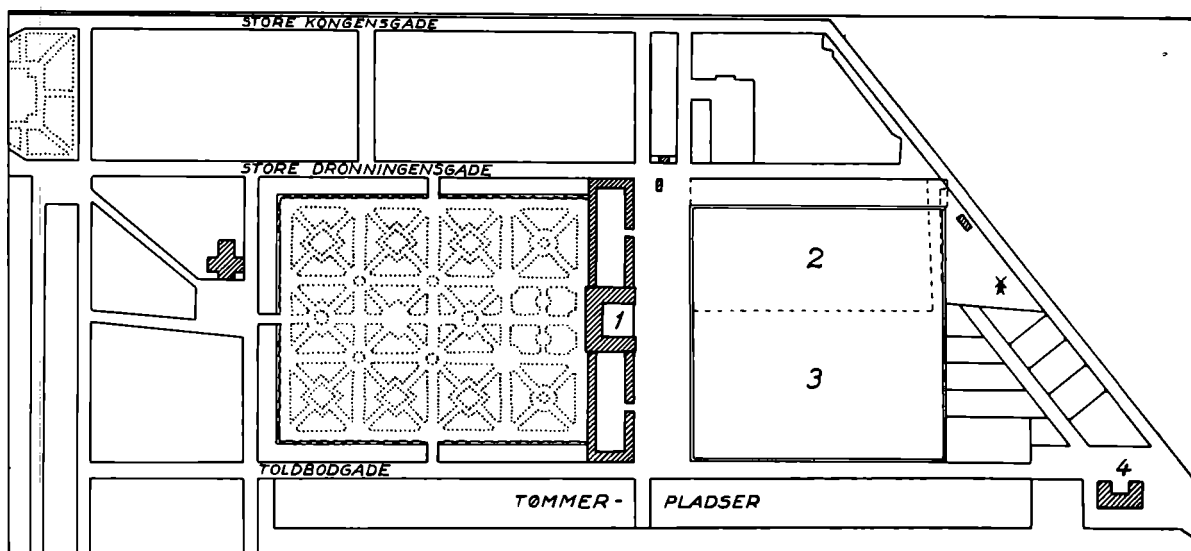 STORE KONGENSGADE
STORE DRONNINGENSGADE
2
1
3
TOLDBODGADE
4
TØMMER - PLADSER